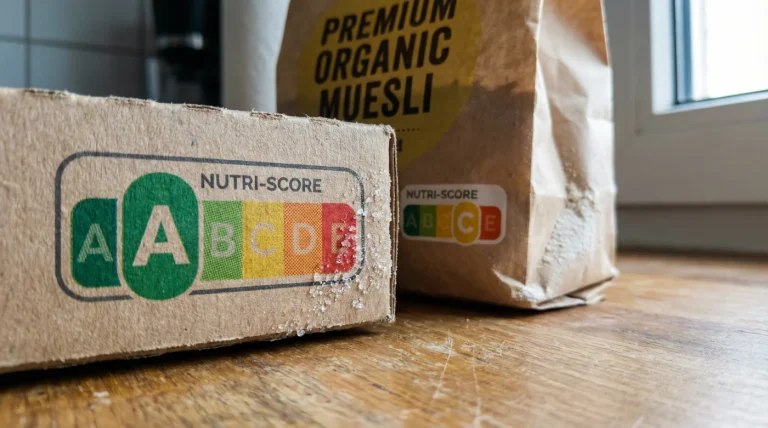 PREMIUM
ORGANIC
MUESLI
NUTRI-SCORE
A A B C D
NUTRI-SCORE
A B C E